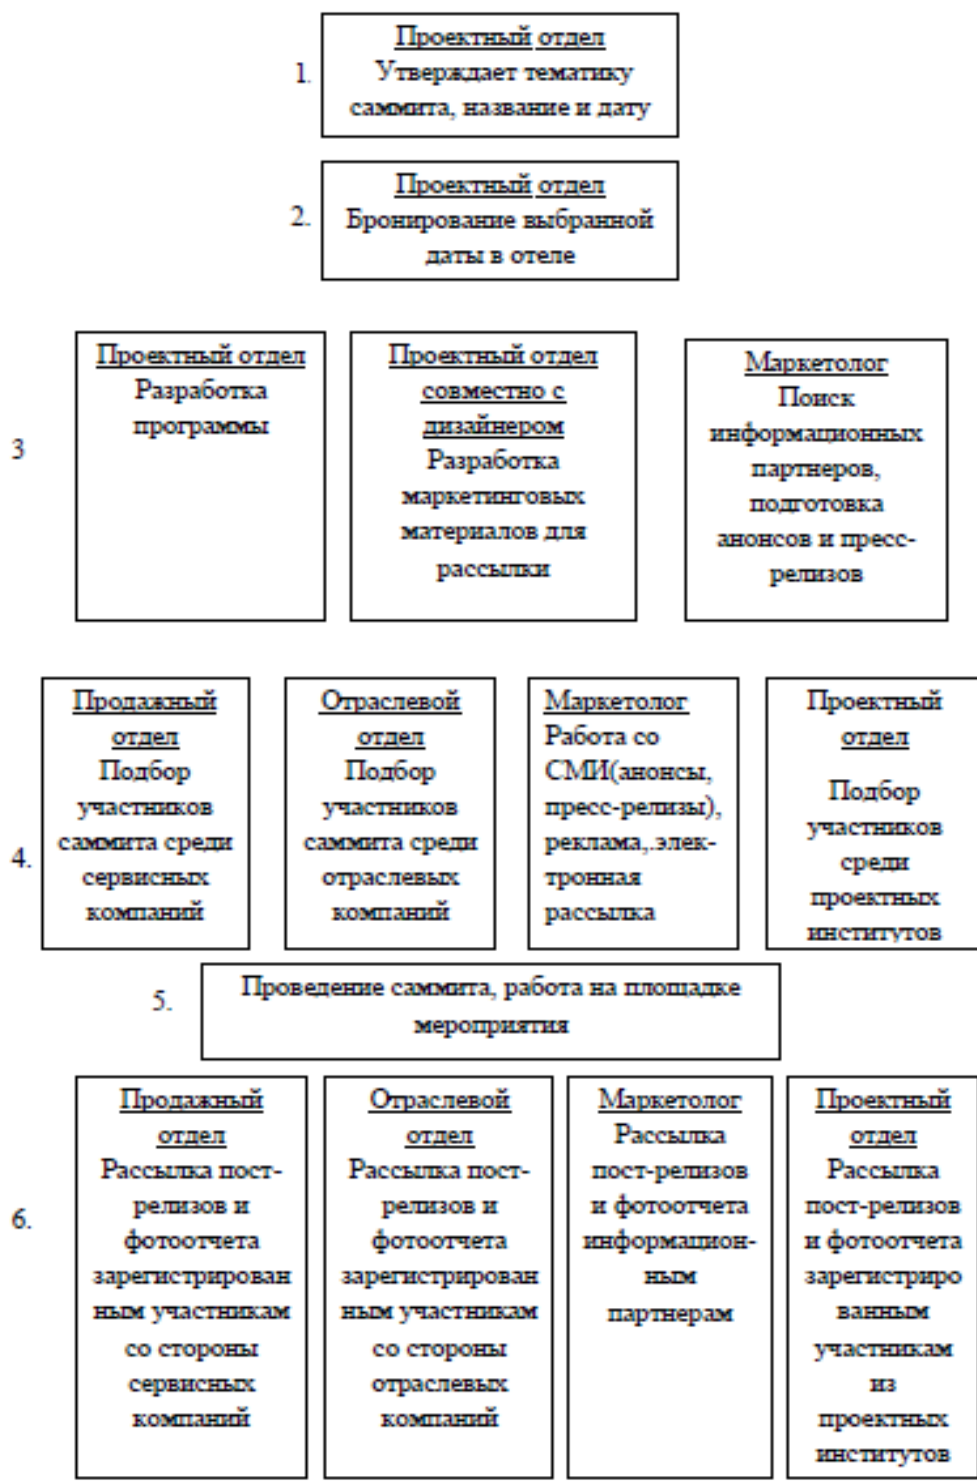 1.
Проектный отдел
Утверждает тематику
саммита, название и дату
2.
Проектный отдел
Бронирование выбранной
даты в отеле
3
Проектный отдел
Разработка
программы
Проектный отдел
совместно с
дизайнером
Разработка
маркетинговых
материалов для
рассылки
Маркетолог
Поиск
информационных
партнеров,
подготовка
анонсов и пресс-
релизов
4.
Продажный
отдел
Подбор
участников
саммита среди
сервисных
компаний
Отраслевой
отдел
Подбор
участников
саммита среди
отраслевых
компаний
Маркетолог
Работа со
СМИ(анонсы,
пресс-релизы),
реклама,.элек-
тронная
рассылка
Проектный
отдел
Подбор
участников
среди
проектных
институтов
5.
Проведение саммита, работа на площадке
мероприятия
6.
Продажный
отдел
Рассылка пост-
релизов и
фотоотчета
зарегистрирован
ным участникам
со стороны
сервисных
компаний
Отраслевой
отдел
Рассылка пост-
релизов и
фотоотчета
зарегистрирован
ным участникам
со стороны
отраслевых
компаний
Маркетолог
Рассылка
пост-релизов
и фотоотчета
информацион-
ным
партнерам
Проектный
отдел
Рассылка
пост-релизов
и фотоотчета
зарегистриро
ванным
участникам
из
проектных
институтов